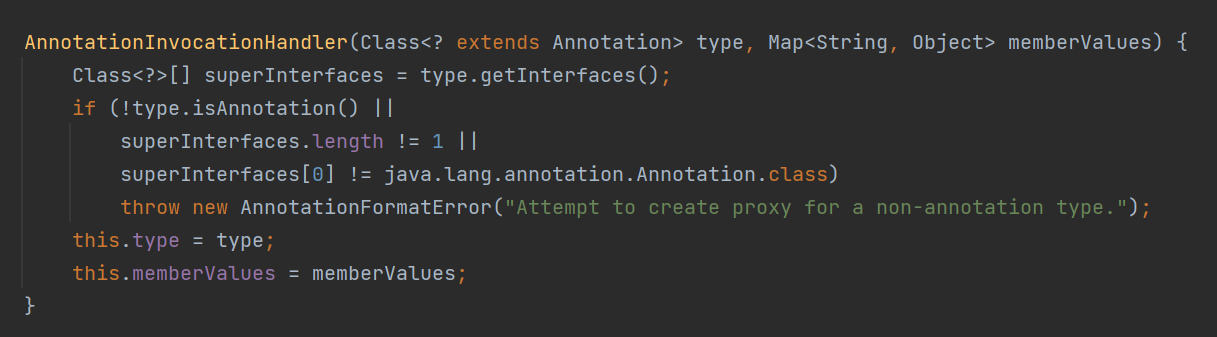 AnnotationInvocationHandler(Class<? extends Annotation> type, Map<String, Object> memberValues) {
    Class<?>[] superInterfaces = type.getInterfaces();
    if (!type.isAnnotation() ||
        superInterfaces.length != 1 ||
        superInterfaces[0] != java.lang.annotation.Annotation.class)
        throw new AnnotationFormatError("Attempt to create proxy for a non-annotation type.");
    this.type = type;
    this.memberValues = memberValues;
}